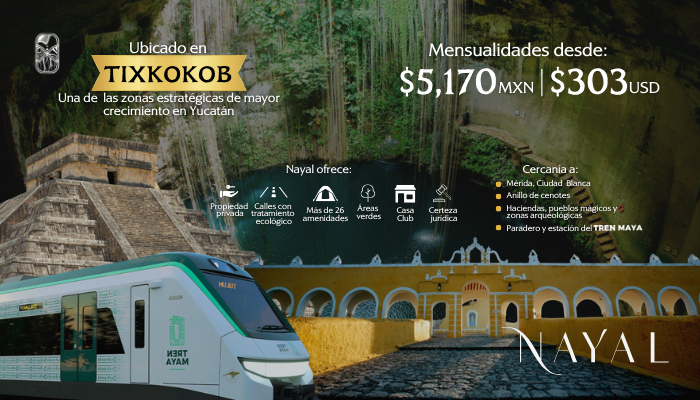 Ubicado en
TIXKOKOB
Una de las zonas estratégicas de mayor
crecimiento en Yucatán
Mensualidades desde:
$5,170MXN | $303USD
Nayal ofrece:
Propiedad
privada
Calles con
tratamiento
ecológico
Más de 26
amenidades
Áreas
verdes
Casa
Club
Certeza
jurídica
Cercanía a:
Mérida, Ciudad Blanca
Anillo de cenotes
Haciendas, pueblos mágicos y
zonas arqueológicas
Paradero y estación del TREN MAYA
TREN
MAYA
NAYAL